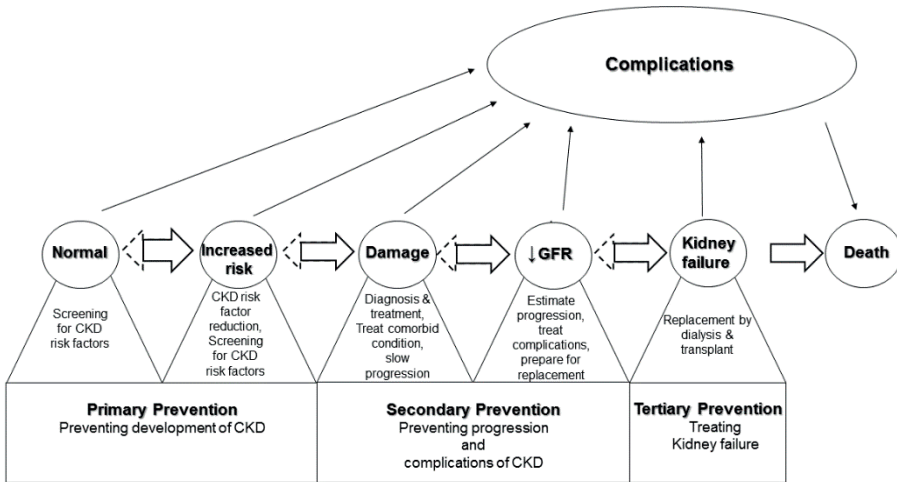 Complications
Normal
Increased
risk
Damage
↓GFR
Kidney
failure
Death
Screening
for CKD
risk factors
CKD risk
factor
reduction,
Screening
for CKD
risk factors
Diagnosis &
treatment,
Treat comorbid
condition,
slow
progression
Estimate
progression,
treat
complications,
prepare for
replacement
Replacement by
dialysis &
transplant
Primary Prevention
Preventing development of CKD
Secondary Prevention
Preventing progression
and
complications of CKD
Tertiary Prevention
Treating
Kidney failure